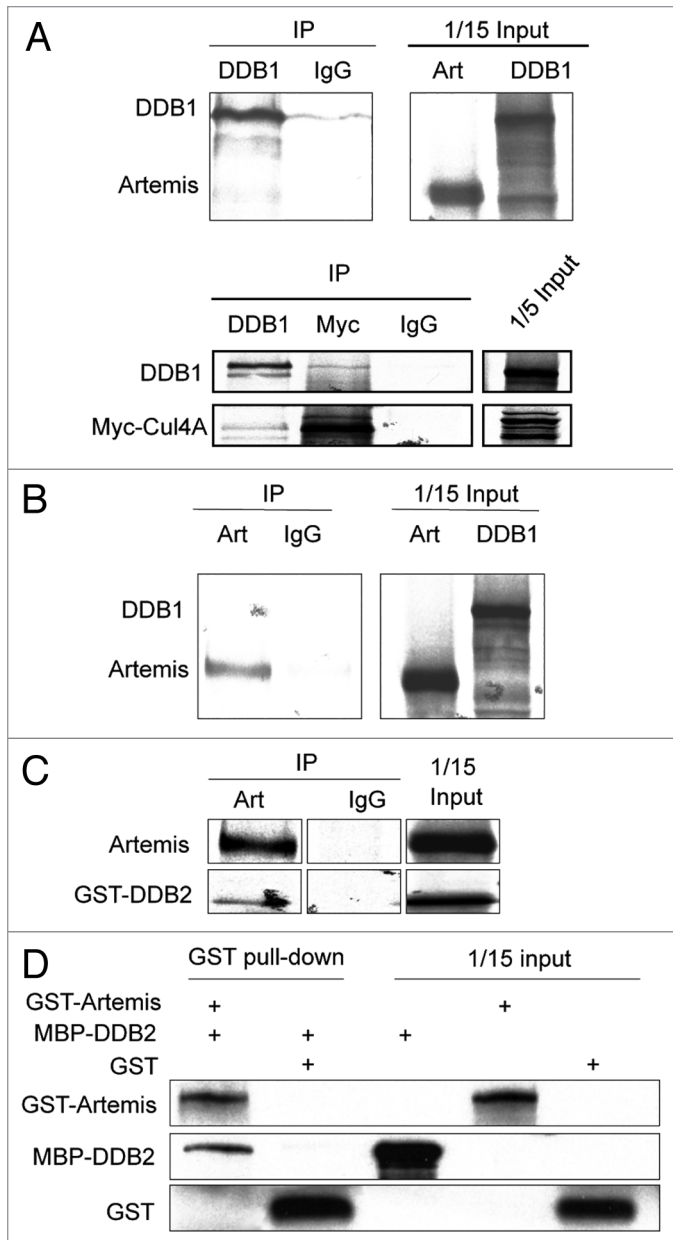 A
IP
1/15 Input
DDB1 IgG
Art DDB1
DDB1
Artemis
IP
1/5 Input
DDB1 Myc IgG
DDB1
Myc-Cul4A
B
IP
1/15 Input
Art IgG
Art DDB1
DDB1
Artemis
C
IP
1/15
Input
Art IgG
Artemis
GST-DDB2
D
GST pull-down
1/15 input
GST-Artemis + +
MBP-DDB2 + + +
GST + +
GST-Artemis
MBP-DDB2
GST